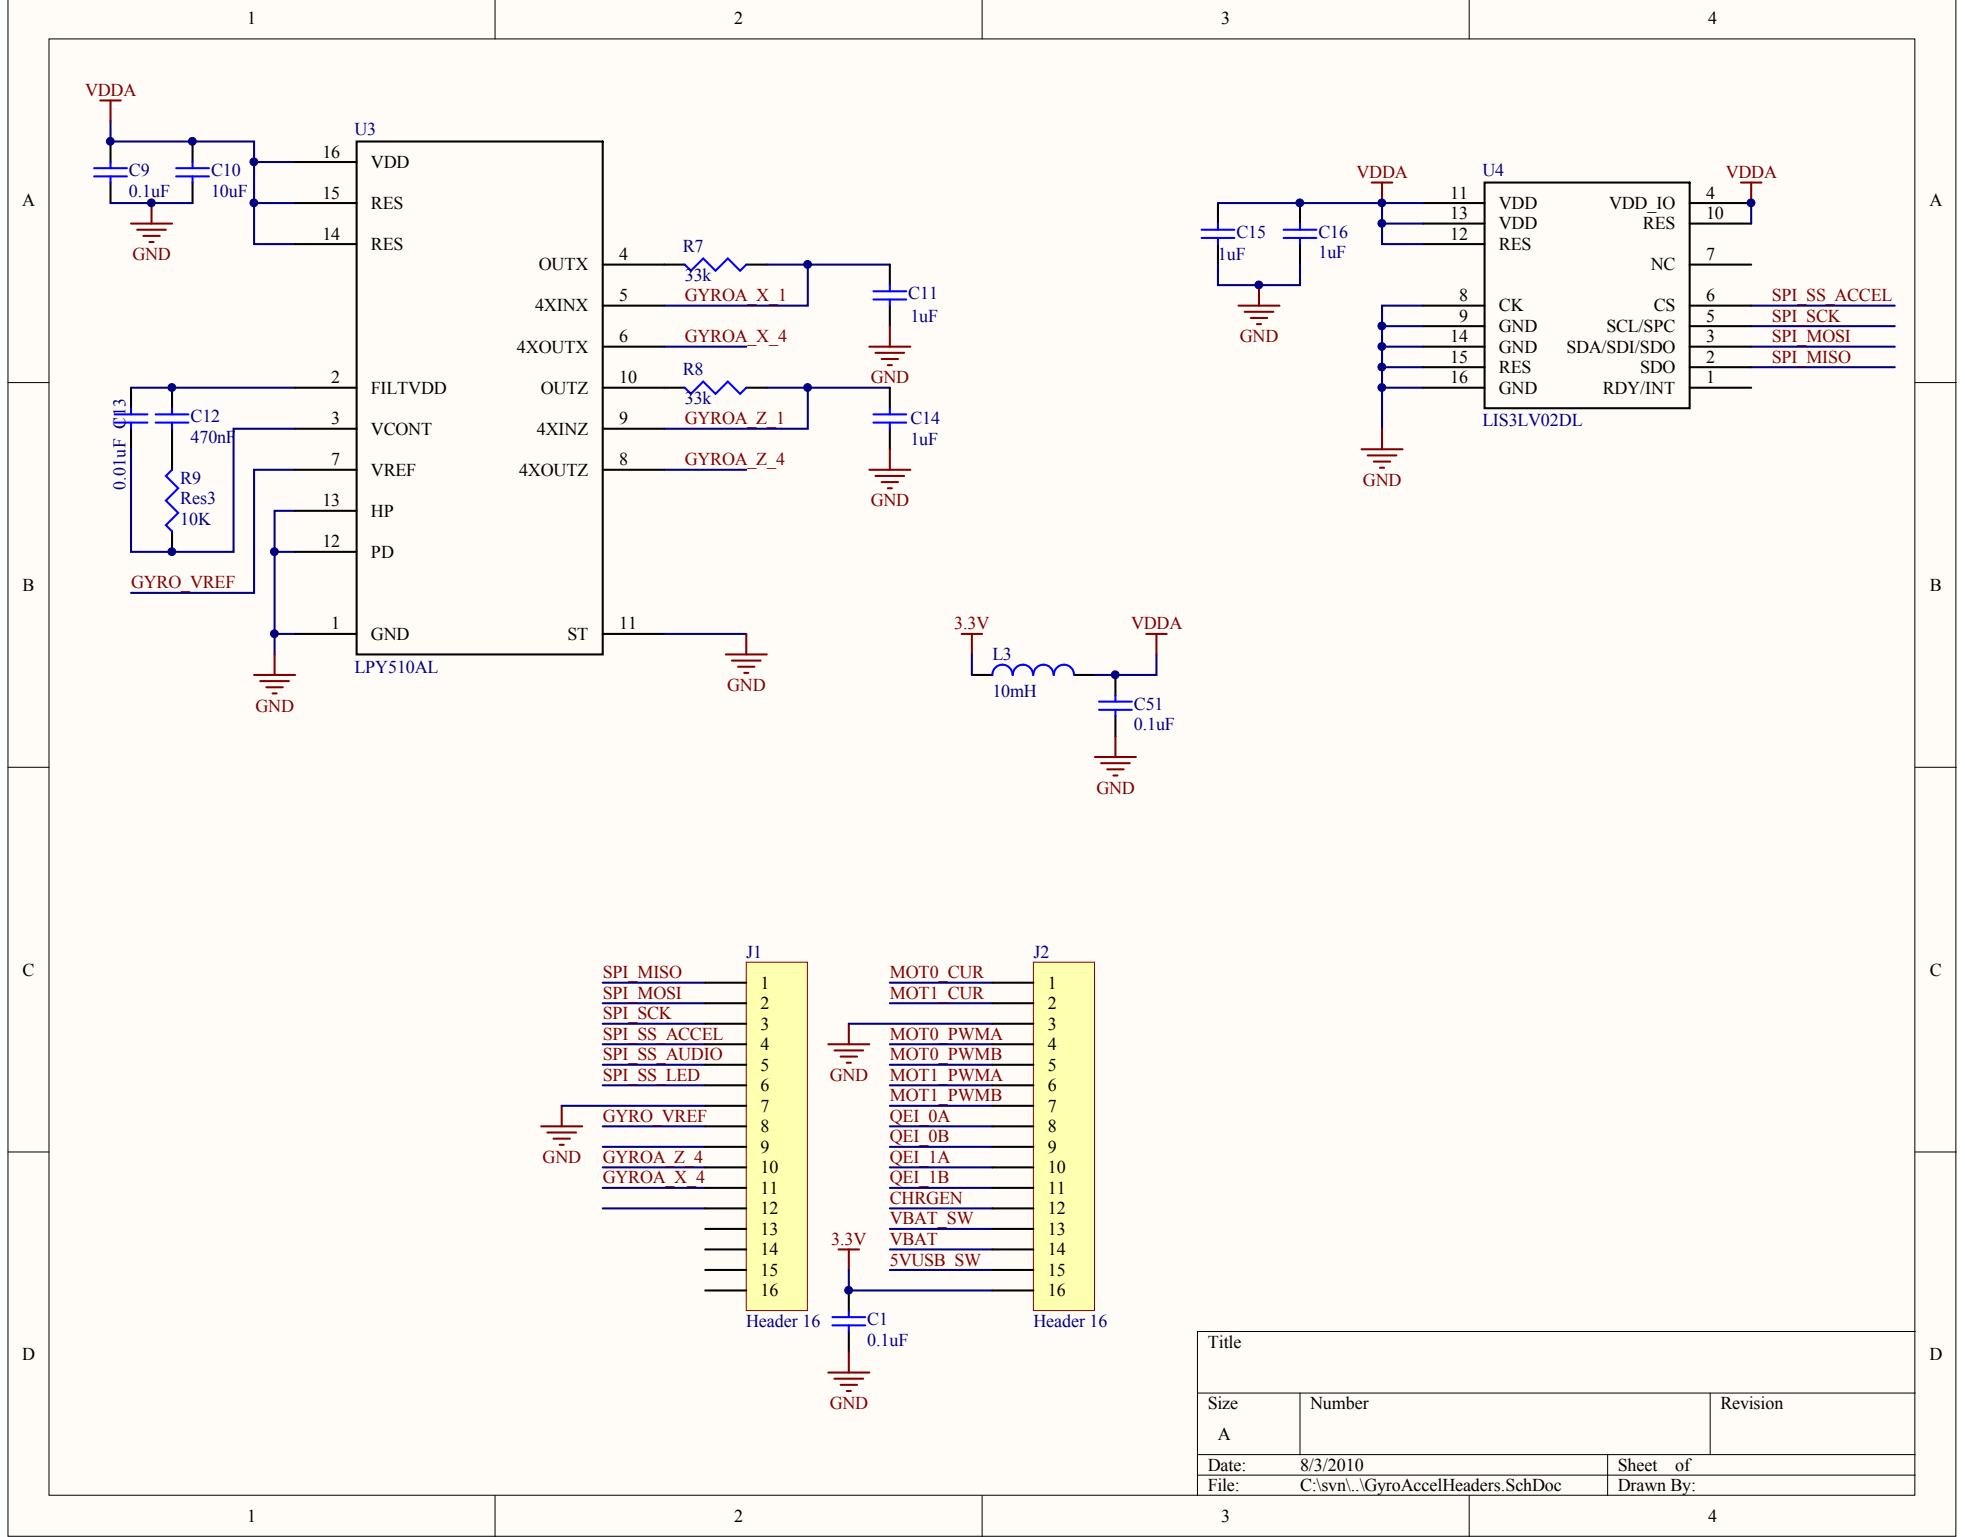 1 2 3 4
A
B
C
D
A
B
C
D
VDDA
C9
0.1uF
C10
10uF
GND
U3
16 VDD
15 RES
14 RES
2 FILTVDD
3 VCONT
7 VREF
13 HP
12 PD
1 GND
OUTX 4
4XINX 5
4XOUTX 6
OUTZ 10
4XINZ 9
4XOUTZ 8
ST 11
LPY510AL
R7
33k
GYROA_X_1
GYROA_X_4
C11
1uF
GND
R8
33k
GYROA_Z_1
GYROA_Z_4
C14
1uF
GND
C13
0.01uF
C12
470nF
R9
Res3
10K
GYRO_VREF
GND
GND
VDDA
C15
1uF
C16
1uF
GND
U4
11 VDD
13 VDD
12 RES
8 CK
9 GND
14 GND
15 RES
16 GND
VDD_IO 4
RES 10
NC 7
CS 6
SCL/SPC 5
SDA/SDI/SDO 3
SDO 2
RDY/INT 1
LIS3LV02DL
VDDA
SPI_SS_ACCEL
SPI_SCK
SPI_MOSI
SPI_MISO
GND
3.3V
L3
10mH
VDDA
C51
0.1uF
GND
J1
SPI_MISO 1
SPI_MOSI 2
SPI_SCK 3
SPI_SS_ACCEL 4
SPI_SS_AUDIO 5
SPI_SS_LED 6
7
GYRO_VREF 8
9
GYROA_Z_4 10
GYROA_X_4 11
12
13
14
15
16
Header 16
GND
J2
MOT0_CUR 1
MOT1_CUR 2
3
MOT0_PWMA 4
MOT0_PWMB 5
MOT1_PWMA 6
MOT1_PWMB 7
QEI_0A 8
QEI_0B 9
QEI_1A 10
QEI_1B 11
CHRGEN 12
VBAT_SW 13
VBAT 14
5VUSB_SW 15
16
Header 16
GND
3.3V
C1
0.1uF
GND
Title
Size
A
Number
Revision
Date: 8/3/2010
Sheet of
File: C:\svn\..\GyroAccelHeaders.SchDoc
Drawn By:
1 2 3 4